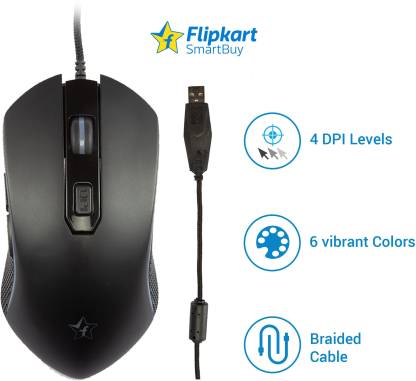 Flipkart
SmartBuy
4 DPI Levels
6 vibrant Colors
Braided
Cable